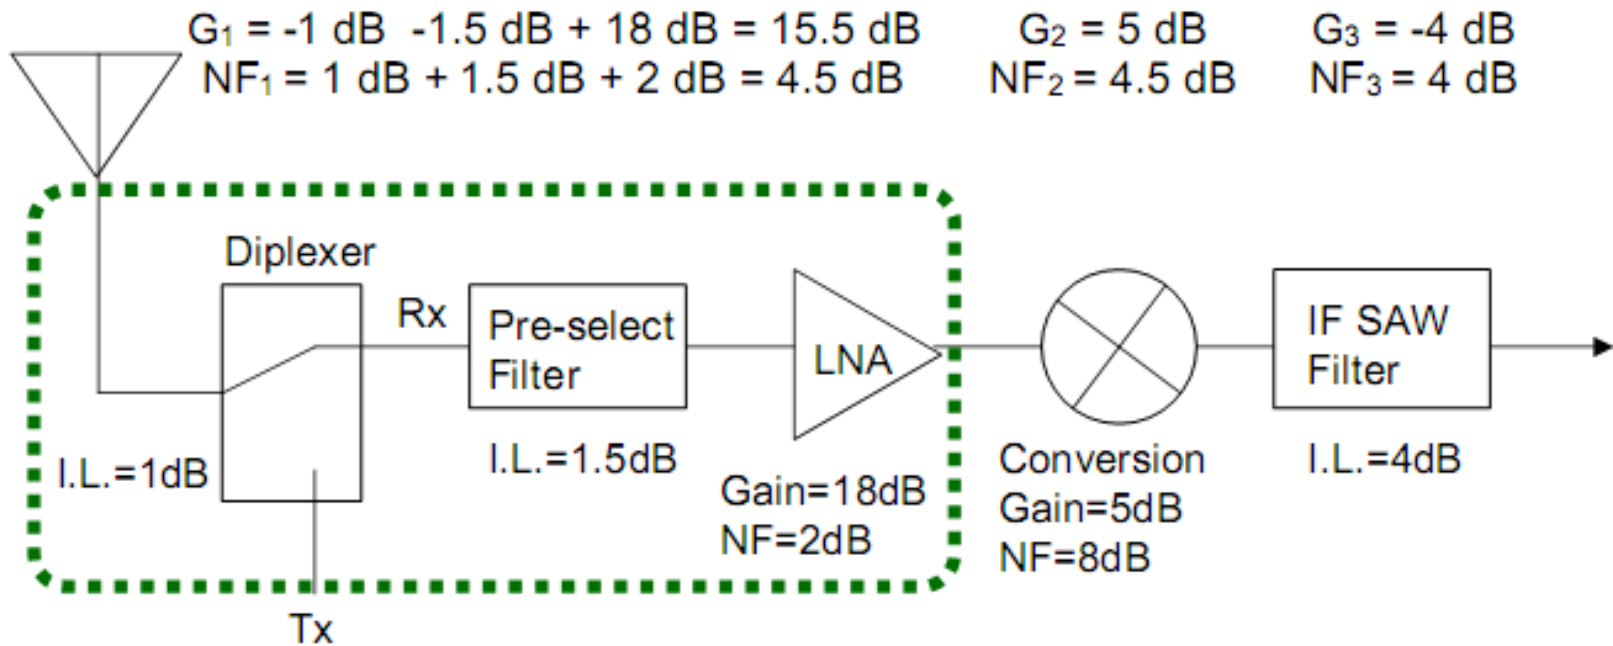 G₁ = -1 dB -1.5 dB + 18 dB = 15.5 dB
NF₁ = 1 dB + 1.5 dB + 2 dB = 4.5 dB
G₂ = 5 dB
NF₂ = 4.5 dB
G₃ = -4 dB
NF₃ = 4 dB
Diplexer
Rx
Pre-select
Filter
LNA
IF SAW
Filter
I.L.=1dB
I.L.=1.5dB
Gain=18dB
NF=2dB
Conversion
Gain=5dB
NF=8dB
I.L.=4dB
Tx